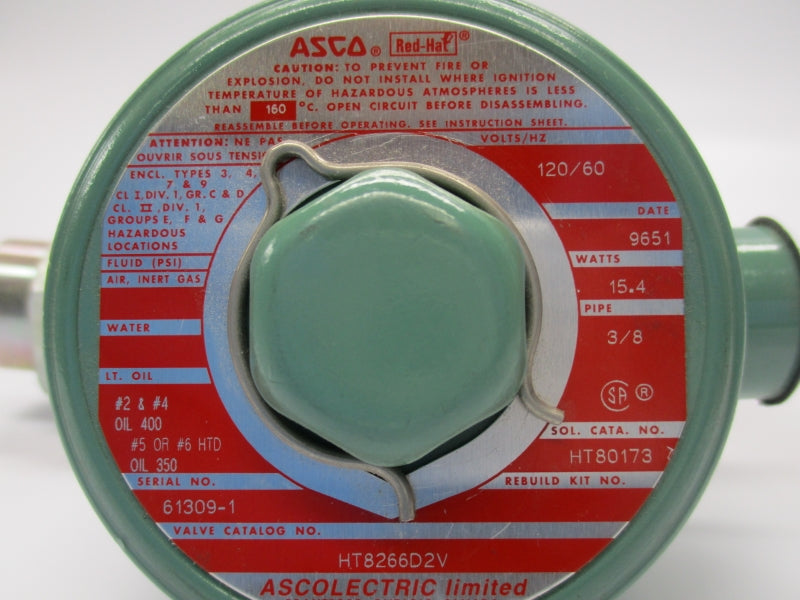 ASCO® Red-Hat®
CAUTION: TO PREVENT FIRE OR
EXPLOSION, DO NOT INSTALL WHERE IGNITION
TEMPERATURE OF HAZARDOUS ATMOSPHERES IS LESS
THAN 160 °C. OPEN CIRCUIT BEFORE DISASSEMBLING.
REASSEMBLE BEFORE OPERATING. SEE INSTRUCTION SHEET.
ATTENTION: NE PAS
OUVRIR SOUS TENSION
ENCL. TYPES 3, 4,
7 & 9
CL I, DIV. 1, GR. C & D
CL. II, DIV. 1,
GROUPS E, F & G
HAZARDOUS
LOCATIONS
FLUID (PSI)
AIR, INERT GAS
WATER
LT. OIL
#2 & #4
OIL 400
#5 OR #6 HTD
OIL 350
SERIAL NO.
61309-1
VOLTS/HZ
120/60
DATE
9651
WATTS
15.4
PIPE
3/8
SA ®
SOL. CATA. NO.
HT80173
REBUILD KIT NO.
VALVE CATALOG NO.
HT8266D2V
ASCOLECTRIC limited